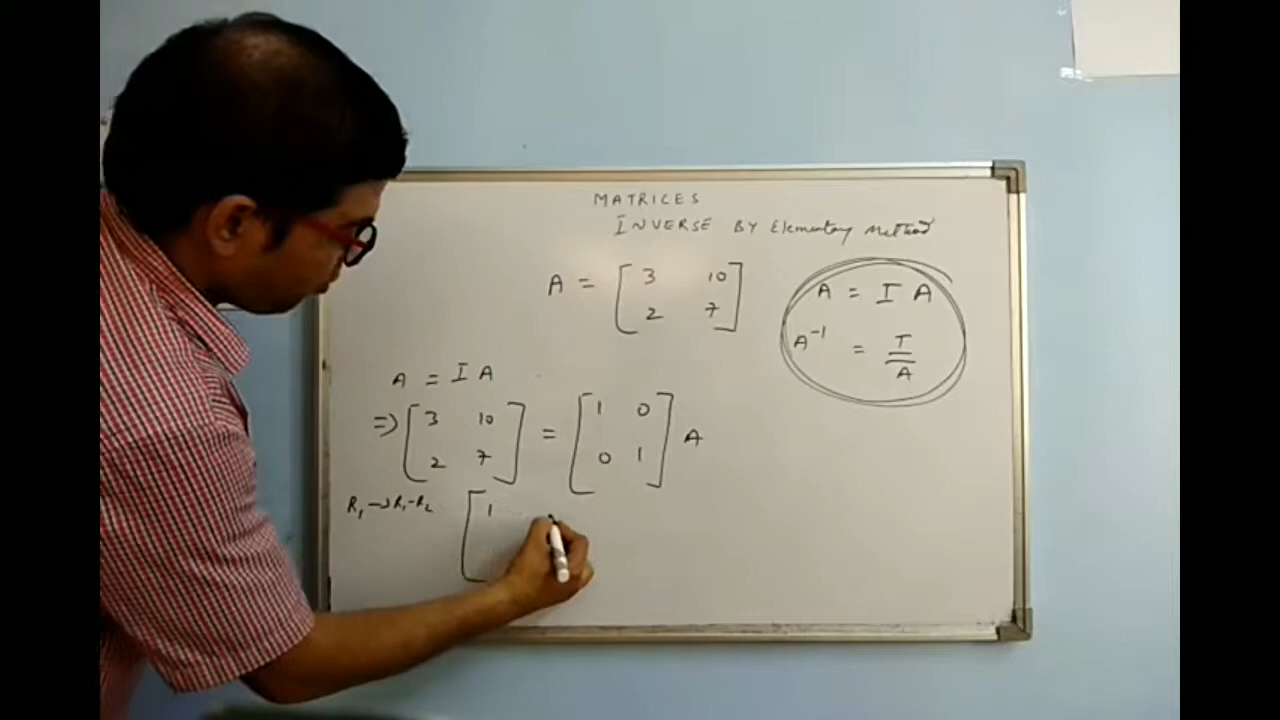 MATRICES
INVERSE BY Elementary Method
A = [ 3 10
2 7 ]
A = I A
A⁻¹ = I
A
A = I A
=> [ 3 10
2 7 ] = [ 1 0
0 1 ] A
R₁ → R₁-R₂ [ 1